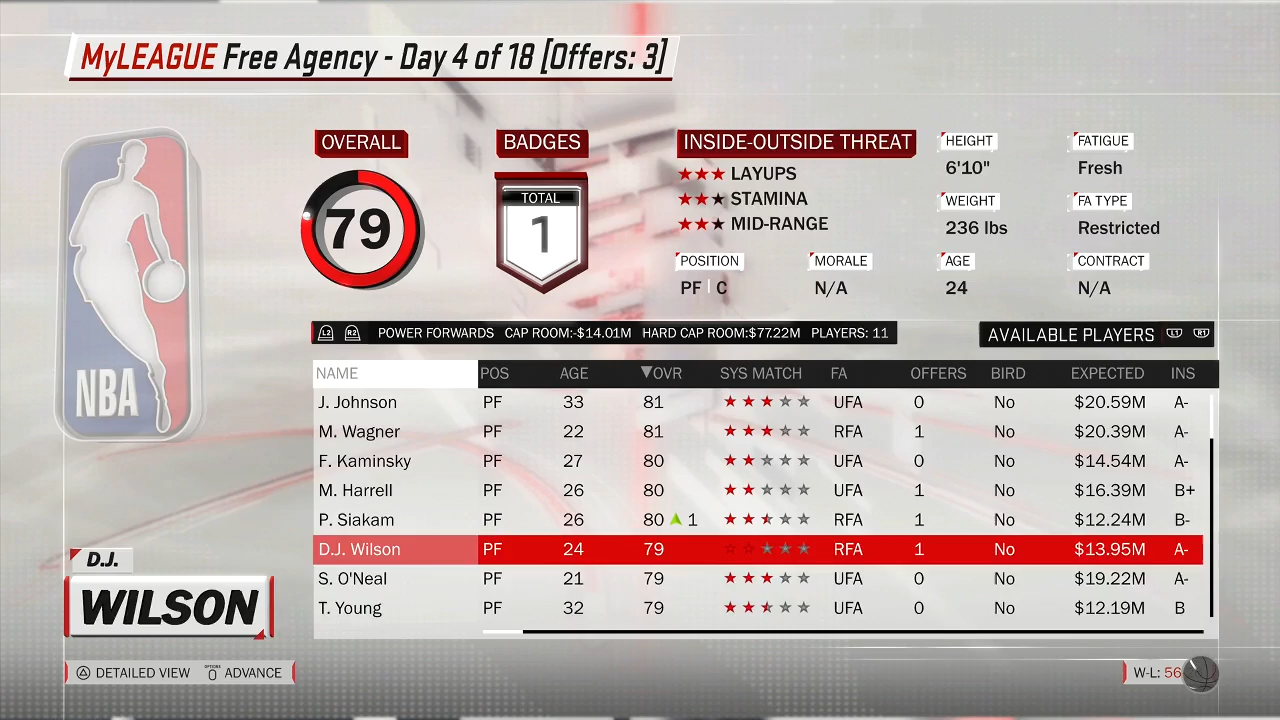 MyLEAGUE Free Agency - Day 4 of 18 [Offers: 3]
OVERALL
79
BADGES
TOTAL
1
INSIDE-OUTSIDE THREAT
LAYUPS
STAMINA
MID-RANGE
POSITION
PF C
MORALE
N/A
HEIGHT
6'10"
WEIGHT
236 lbs
AGE
24
FATIGUE
Fresh
FA TYPE
Restricted
CONTRACT
N/A
NBA
L2 R2 POWER FORWARDS CAP ROOM:-$14.01M HARD CAP ROOM:$77.22M PLAYERS: 11
AVAILABLE PLAYERS L1 R1
NAME POS AGE OVR SYS MATCH FA OFFERS BIRD EXPECTED INS
J. Johnson PF 33 81 UFA 0 No $20.59M A-
M. Wagner PF 22 81 RFA 1 No $20.39M A-
F. Kaminsky PF 27 80 UFA 0 No $14.54M A-
M. Harrell PF 26 80 UFA 1 No $16.39M B+
P. Siakam PF 26 80 1 RFA 1 No $12.24M B-
D.J. Wilson PF 24 79 RFA 1 No $13.95M A-
S. O'Neal PF 21 79 UFA 0 No $19.22M A-
T. Young PF 32 79 UFA 0 No $12.19M B
D.J.
WILSON
DETAILED VIEW OPTIONS ADVANCE
W-L: 56